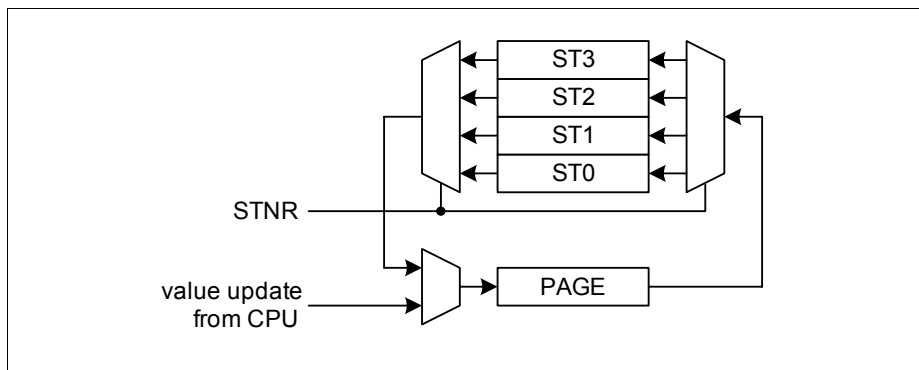 ST3
ST2
ST1
ST0
STNR
PAGE
value update
from CPU